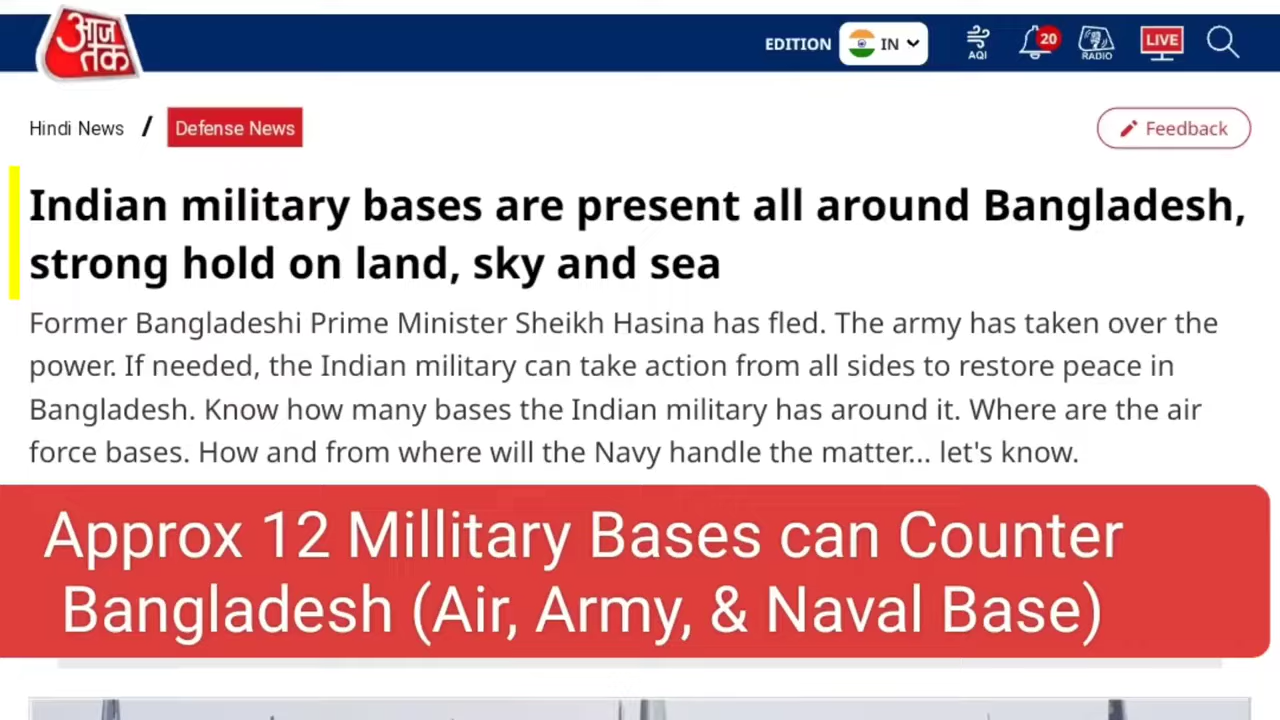 आज
तक
EDITION IN
AQI
20
RADIO
LIVE
Hindi News / Defense News
Feedback
Indian military bases are present all around Bangladesh,
strong hold on land, sky and sea
Former Bangladeshi Prime Minister Sheikh Hasina has fled. The army has taken over the
power. If needed, the Indian military can take action from all sides to restore peace in
Bangladesh. Know how many bases the Indian military has around it. Where are the air
force bases. How and from where will the Navy handle the matter... let's know.
Approx 12 Millitary Bases can Counter
Bangladesh (Air, Army, & Naval Base)